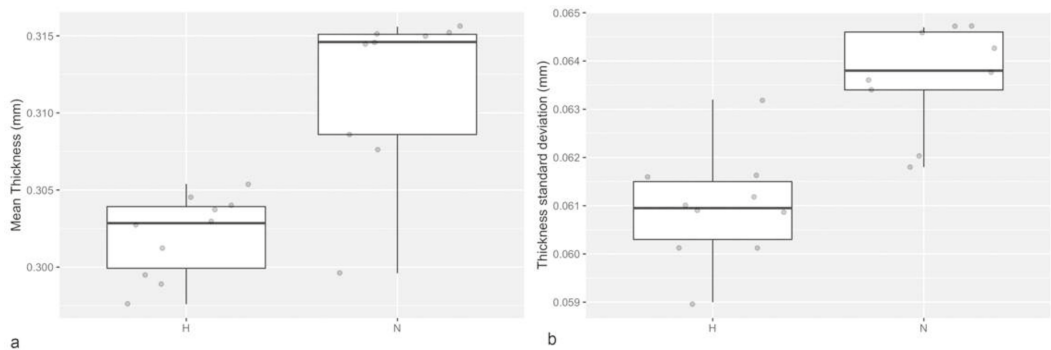 Mean Thickness (mm)
0.315
0.310
0.305
0.300
H
N
a
Thickness standard deviation (mm)
0.065
0.064
0.063
0.062
0.061
0.060
0.059
H
N
b